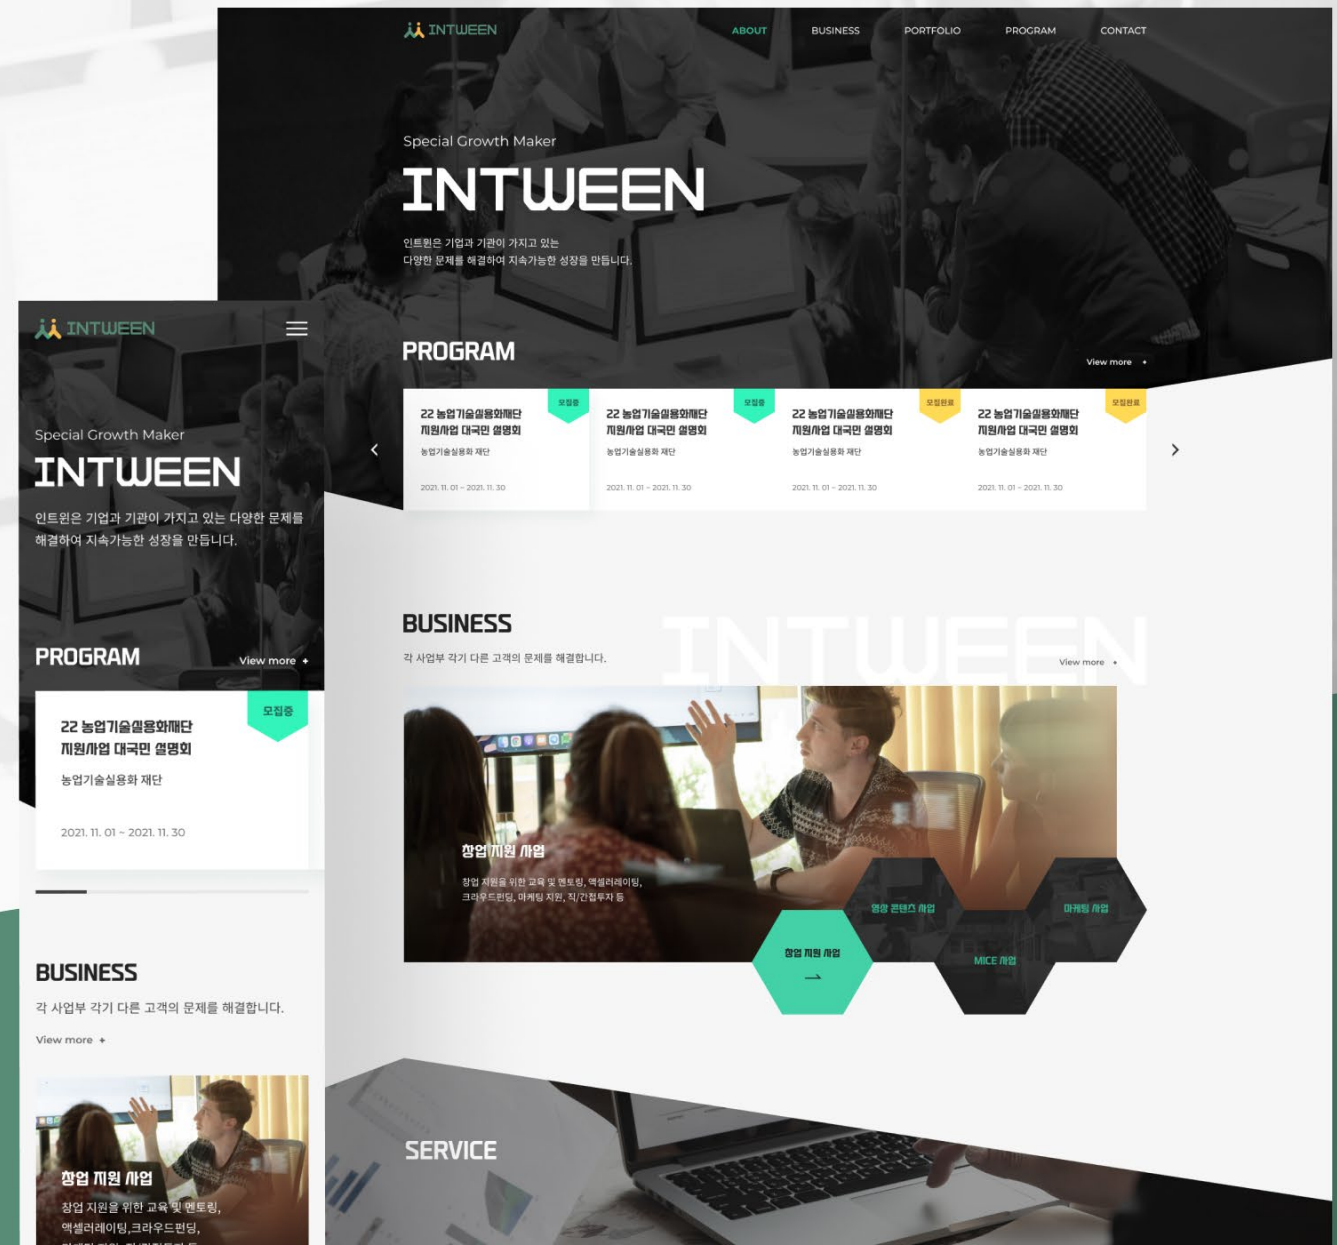 INTWEEN
ABOUT
BUSINESS
PORTFOLIO
PROGRAM
CONTACT
Special Growth Maker
INTWEEN
인트윈은 기업과 기관이 가지고 있는
다양한 문제를 해결하여 지속가능한 성장을 만듭니다.
PROGRAM
View more +
모집중
22 농업기술실용화재단
지원사업 대국민 설명회
농업기술실용화 재단
2021. 11. 01 ~ 2021. 11. 30
모집중
22 농업기술실용화재단
지원사업 대국민 설명회
농업기술실용화 재단
2021. 11. 01 ~ 2021. 11. 30
모집완료
22 농업기술실용화재단
지원사업 대국민 설명회
농업기술실용화 재단
2021. 11. 01 ~ 2021. 11. 30
모집완료
22 농업기술실용화재단
지원사업 대국민 설명회
농업기술실용화 재단
2021. 11. 01 ~ 2021. 11. 30
BUSINESS
INTWEEN
각 사업부 각기 다른 고객의 문제를 해결합니다.
View more +
창업 지원 사업
창업 지원을 위한 교육 및 멘토링, 액셀러레이팅,
크라우드펀딩, 마케팅 지원, 직/간접투자 등
영상 콘텐츠 사업
마케팅 사업
창업 지원 사업
MICE 사업
SERVICE
INTWEEN
Special Growth Maker
INTWEEN
인트윈은 기업과 기관이 가지고 있는 다양한 문제를
해결하여 지속가능한 성장을 만듭니다.
PROGRAM
View more +
모집중
22 농업기술실용화재단
지원사업 대국민 설명회
농업기술실용화 재단
2021. 11. 01 ~ 2021. 11. 30
BUSINESS
각 사업부 각기 다른 고객의 문제를 해결합니다.
View more +
창업 지원 사업
창업 지원을 위한 교육 및 멘토링,
액셀러레이팅,크라우드펀딩,